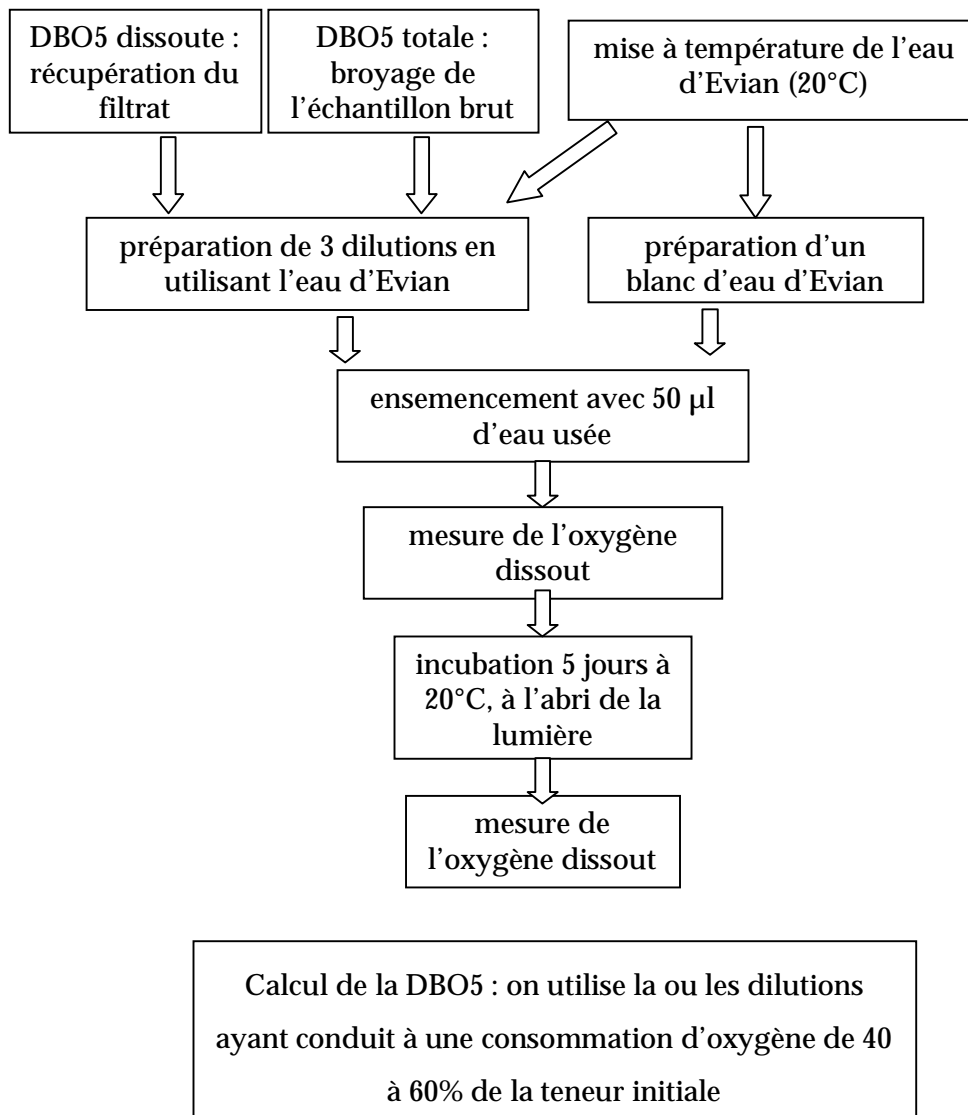 DBO5 dissoute :
récupération du
filtrat
DBO5 totale :
broyage de
l’échantillon brut
mise à température de l’eau
d’Evian (20°C)
préparation de 3 dilutions en
utilisant l’eau d’Evian
préparation d’un
blanc d’eau d’Evian
ensemencement avec 50 µl
d’eau usée
mesure de l’oxygène
dissout
incubation 5 jours à
20°C, à l’abri de la
lumière
mesure de
l’oxygène dissout
Calcul de la DBO5 : on utilise la ou les dilutions
ayant conduit à une consommation d’oxygène de 40
à 60% de la teneur initiale